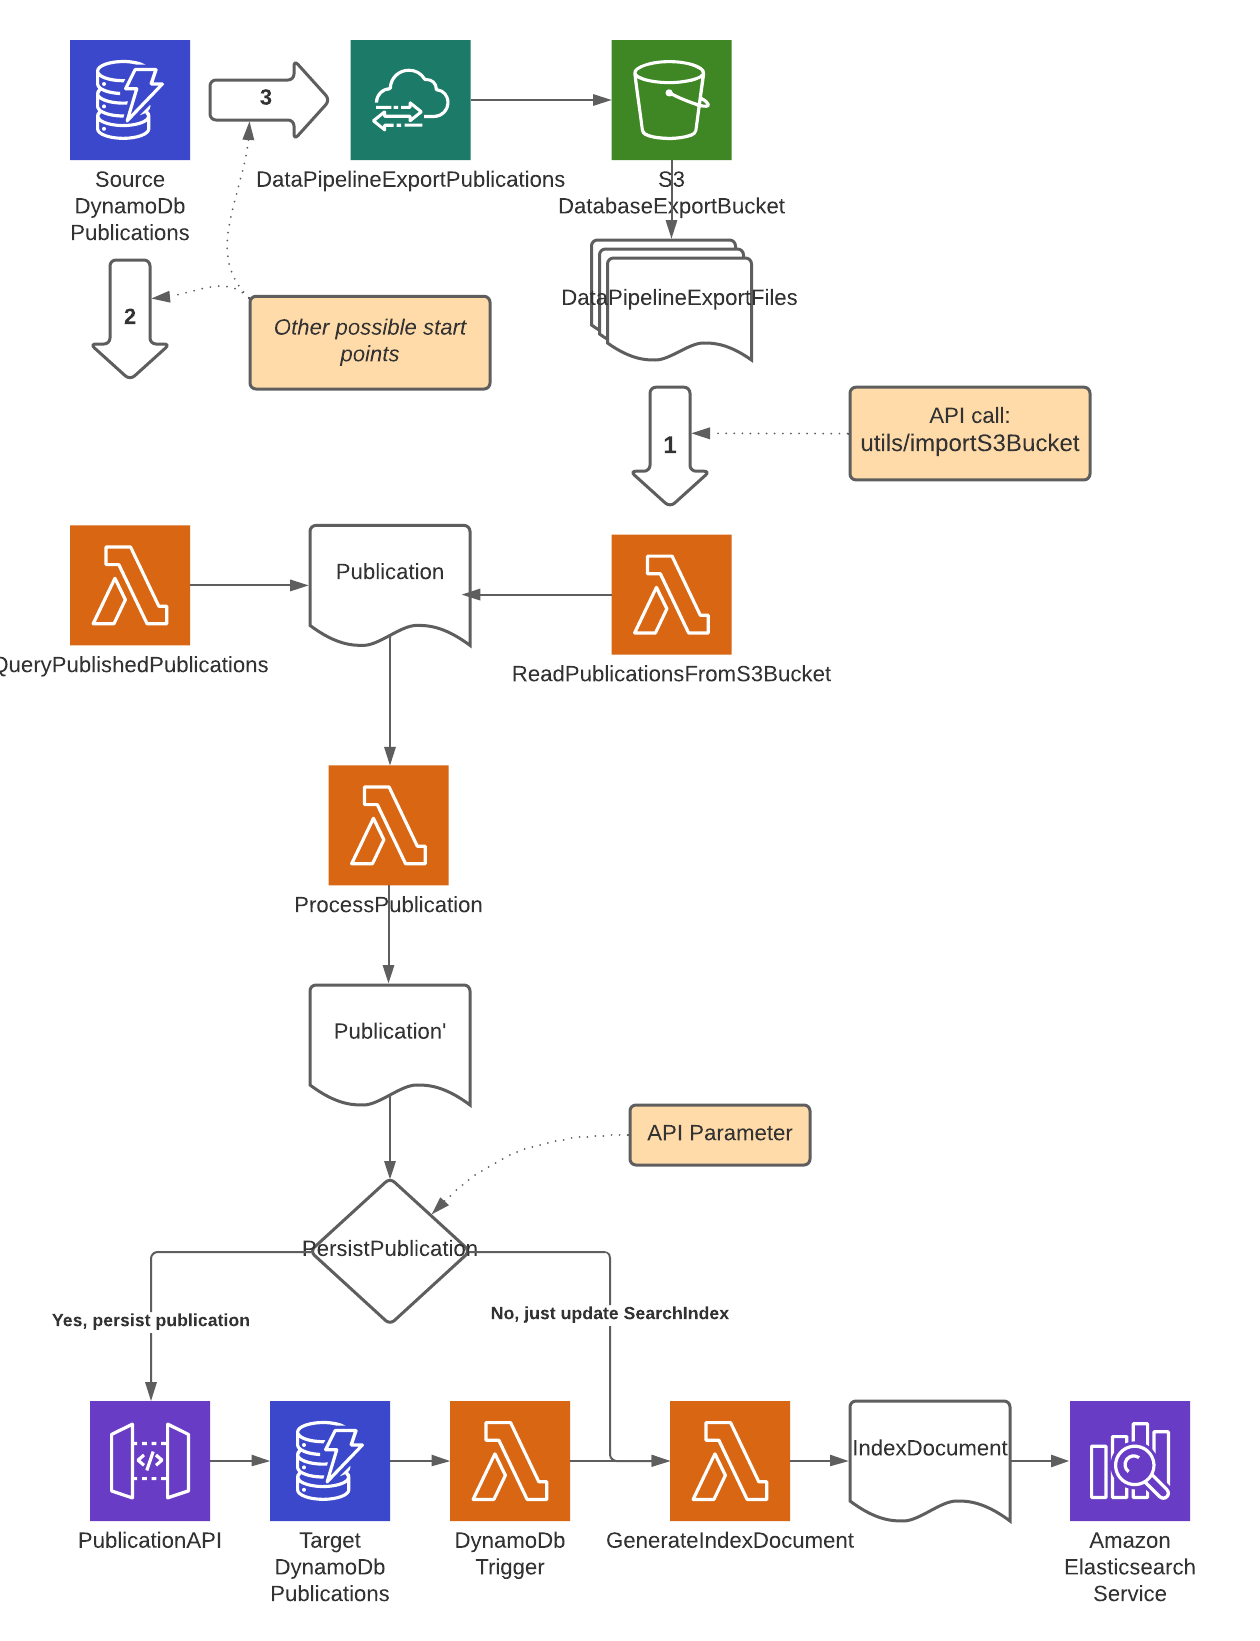 3
Source
DynamoDb
Publications
DataPipelineExportPublications
S3
DatabaseExportBucket
2
Other possible start
points
DataPipelineExportFiles
1
API call:
utils/importS3Bucket
QueryPublishedPublications
Publication
ReadPublicationsFromS3Bucket
ProcessPublication
Publication'
API Parameter
PersistPublication
Yes, persist publication
No, just update SearchIndex
PublicationAPI
Target
DynamoDb
Publications
DynamoDb
Trigger
GenerateIndexDocument
IndexDocument
Amazon
Elasticsearch
Service